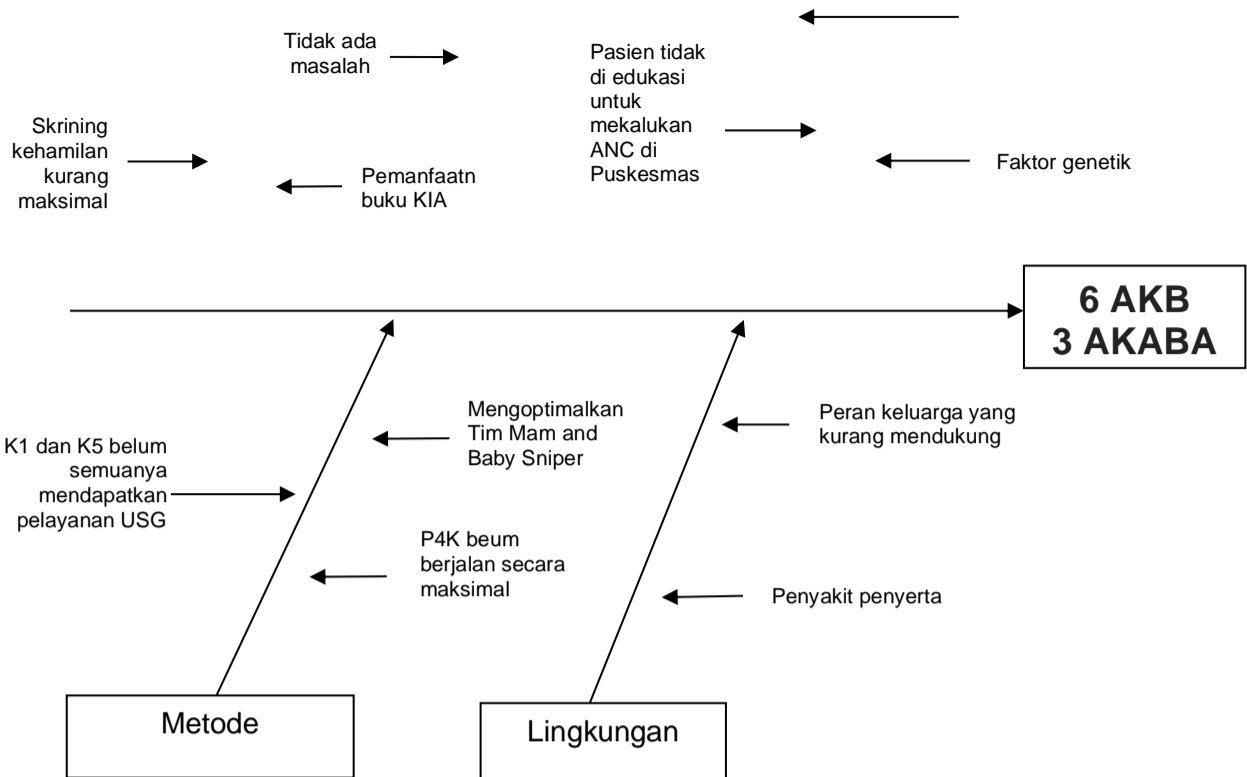 Tidak ada
masalah
Pasien tidak
di edukasi
untuk
mekalukan
ANC di
Puskesmas
Skrining
kehamilan
kurang
maksimal
Pemanfaatn
buku KIA
Faktor genetik
6 AKB
3 AKABA
K1 dan K5 belum
semuanya
mendapatkan
pelayanan USG
Mengoptimalkan
Tim Mam and
Baby Sniper
Peran keluarga yang
kurang mendukung
P4K beum
berjalan secara
maksimal
Penyakit penyerta
Metode
Lingkungan